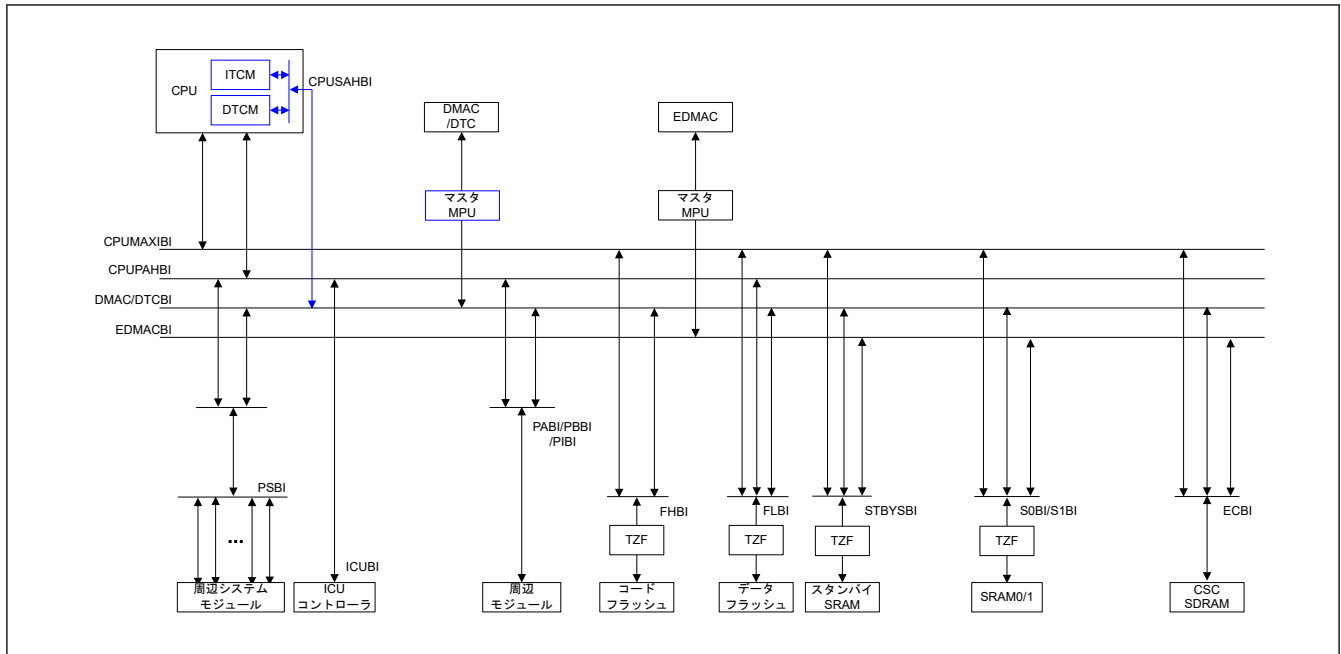 CPU
ITCM
DTCM
CPUSAHBI
DMAC
/DTC
EDMAC
マスタ
MPU
マスタ
MPU
CPUMAXIBI
CPUPAHBI
DMAC/DTCBI
EDMACBI
PABI/PBBI
/PIBI
PSBI
FHBI
FLBI
STBYSBI
S0BI/S1BI
ECBI
...
TZF
TZF
TZF
TZF
ICUBI
周辺システム
モジュール
ICU
コントローラ
周辺
モジュール
コード
フラッシュ
データ
フラッシュ
スタンバイ
SRAM
SRAM0/1
CSC
SDRAM